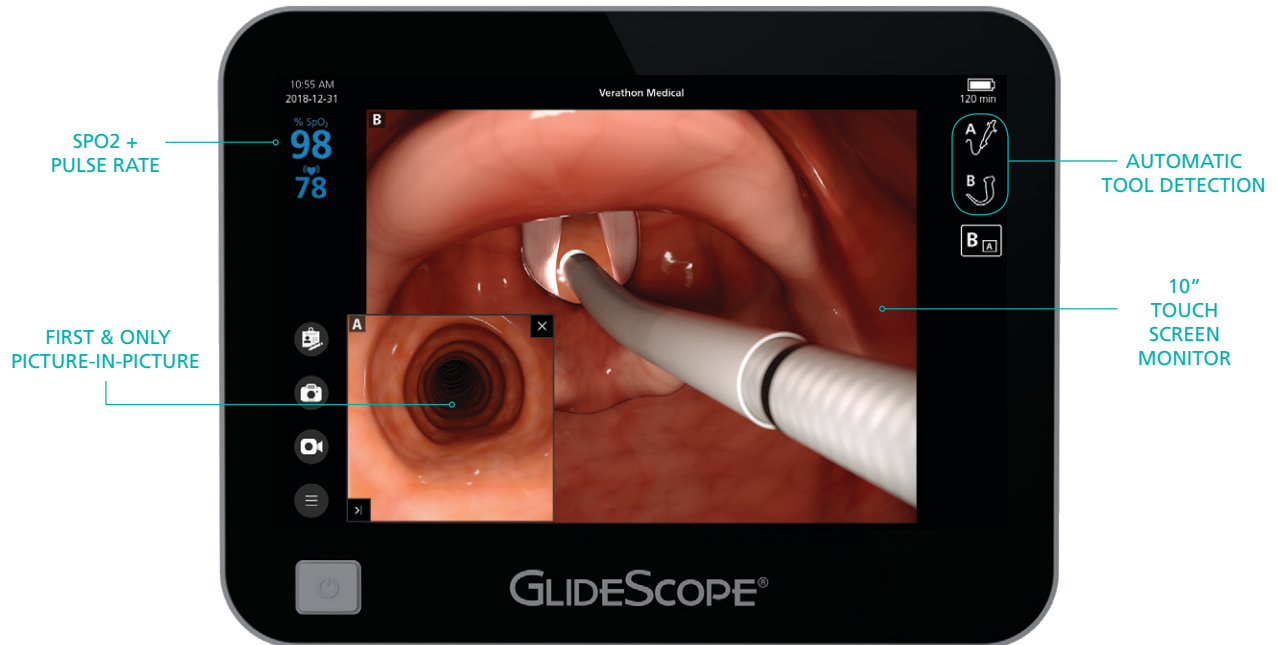 10:55 AM
2018-12-31
Verathon Medical
120 min
% SpO₂
98
78
B
A
B
B A
A
SPO2 +
PULSE RATE
AUTOMATIC
TOOL DETECTION
10”
TOUCH
SCREEN
MONITOR
FIRST & ONLY
PICTURE-IN-PICTURE
GLIDESCOPE®